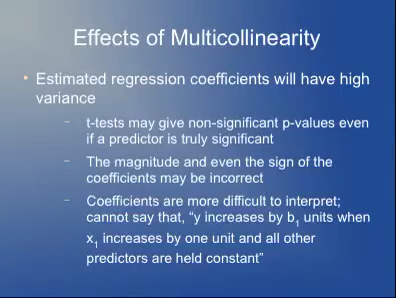 Effects of Multicollinearity
• Estimated regression coefficients will have high
variance
– t-tests may give non-significant p-values even
if a predictor is truly significant
– The magnitude and even the sign of the
coefficients may be incorrect
– Coefficients are more difficult to interpret;
cannot say that, “y increases by b₁ units when
x₁ increases by one unit and all other
predictors are held constant”